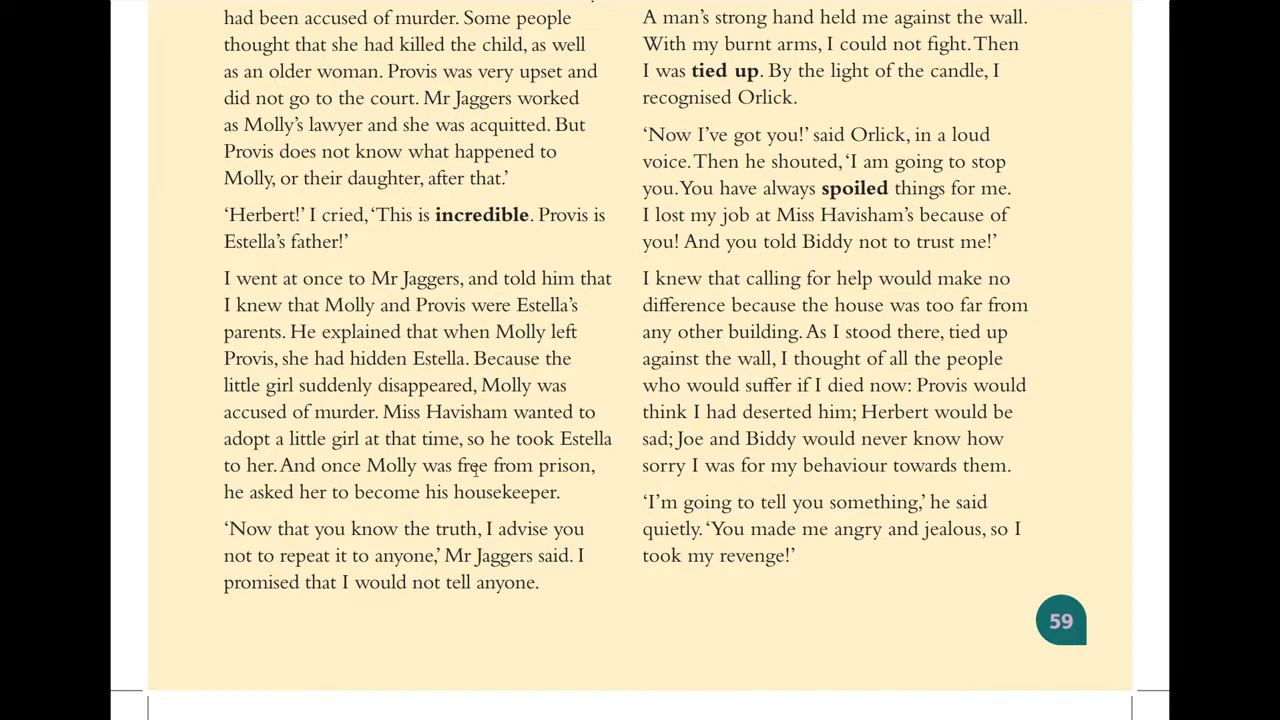 had been accused of murder. Some people
thought that she had killed the child, as well
as an older woman. Provis was very upset and
did not go to the court. Mr Jaggers worked
as Molly's lawyer and she was acquitted. But
Provis does not know what happened to
Molly, or their daughter, after that.'
'Herbert!' I cried, 'This is incredible. Provis is
Estella's father!'
I went at once to Mr Jaggers, and told him that
I knew that Molly and Provis were Estella's
parents. He explained that when Molly left
Provis, she had hidden Estella. Because the
little girl suddenly disappeared, Molly was
accused of murder. Miss Havisham wanted to
adopt a little girl at that time, so he took Estella
to her. And once Molly was free from prison,
he asked her to become his housekeeper.
'Now that you know the truth, I advise you
not to repeat it to anyone,' Mr Jaggers said. I
promised that I would not tell anyone.
A man's strong hand held me against the wall.
With my burnt arms, I could not fight. Then
I was tied up. By the light of the candle, I
recognised Orlick.
'Now I've got you!' said Orlick, in a loud
voice. Then he shouted, 'I am going to stop
you. You have always spoiled things for me.
I lost my job at Miss Havisham's because of
you! And you told Biddy not to trust me!'
I knew that calling for help would make no
difference because the house was too far from
any other building. As I stood there, tied up
against the wall, I thought of all the people
who would suffer if I died now: Provis would
think I had deserted him; Herbert would be
sad; Joe and Biddy would never know how
sorry I was for my behaviour towards them.
'I'm going to tell you something,' he said
quietly. 'You made me angry and jealous, so I
took my revenge!'
59